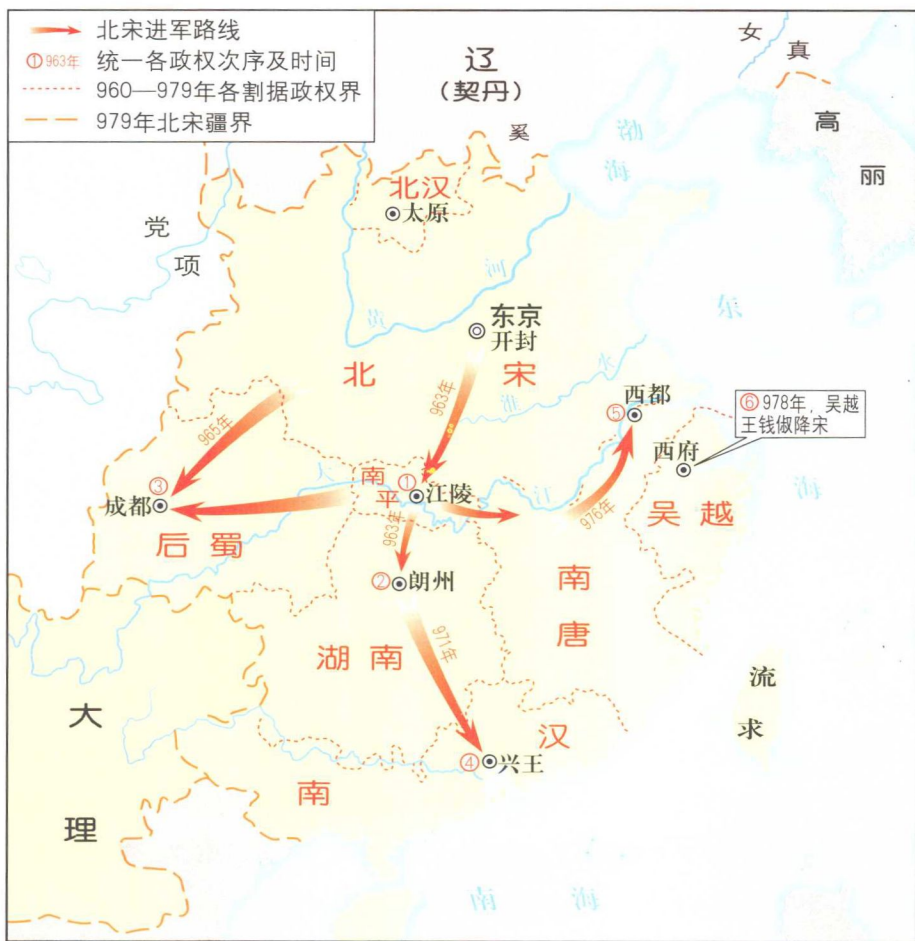 北宋进军路线
①963年 统一各政权次序及时间
960—979年各割据政权界
979年北宋疆界
辽
(契丹)
女真
高丽
奚
渤海
北汉
太原
党项
黄河
东京
开封
东海
北宋
963年
淮水
965年
西都
⑤
⑥978年，吴越
王钱俶降宋
西府
吴越
③
成都
后蜀
南平
①
江陵
大江
976年
963年
②
朗州
南唐
湖南
971年
流求
大理
④
兴王
南汉
南海